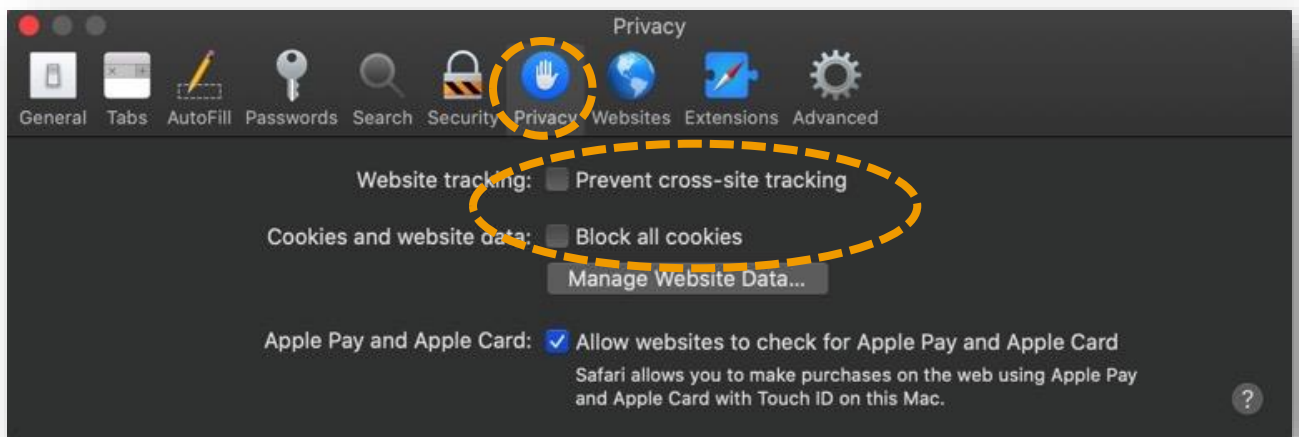 Privacy
General Tabs AutoFill Passwords Search Security Privacy Websites Extensions Advanced
Website tracking: Prevent cross-site tracking
Cookies and website data: Block all cookies
Manage Website Data...
Apple Pay and Apple Card: Allow websites to check for Apple Pay and Apple Card
Safari allows you to make purchases on the web using Apple Pay
and Apple Card with Touch ID on this Mac.
?